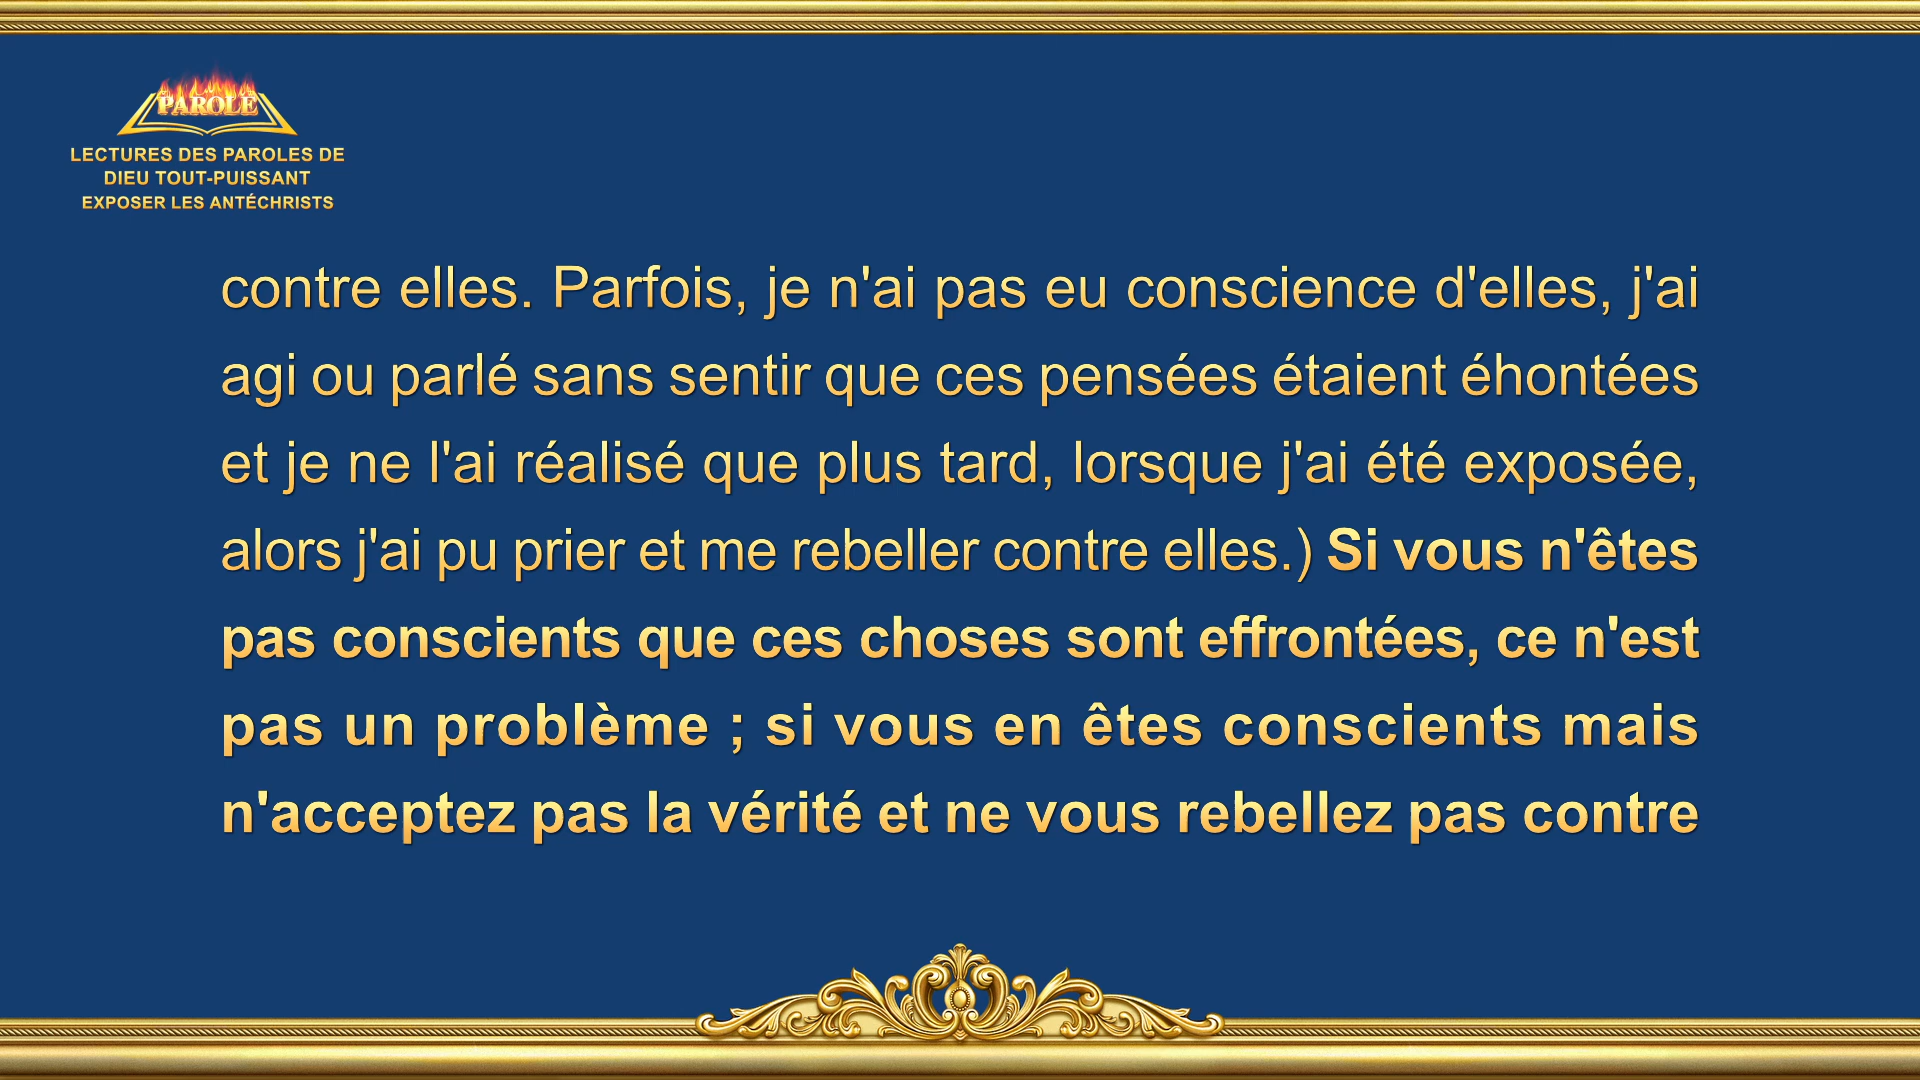 PAROLE
LECTURES DES PAROLES DE
DIEU TOUT-PUISSANT
EXPOSER LES ANTÉCHRISTS
contre elles. Parfois, je n'ai pas eu conscience d'elles, j'ai
agi ou parlé sans sentir que ces pensées étaient éhontées
et je ne l'ai réalisé que plus tard, lorsque j'ai été exposée,
alors j'ai pu prier et me rebeller contre elles.) Si vous n'êtes
pas conscients que ces choses sont effrontées, ce n'est
pas un problème ; si vous en êtes conscients mais
n'acceptez pas la vérité et ne vous rebellez pas contre